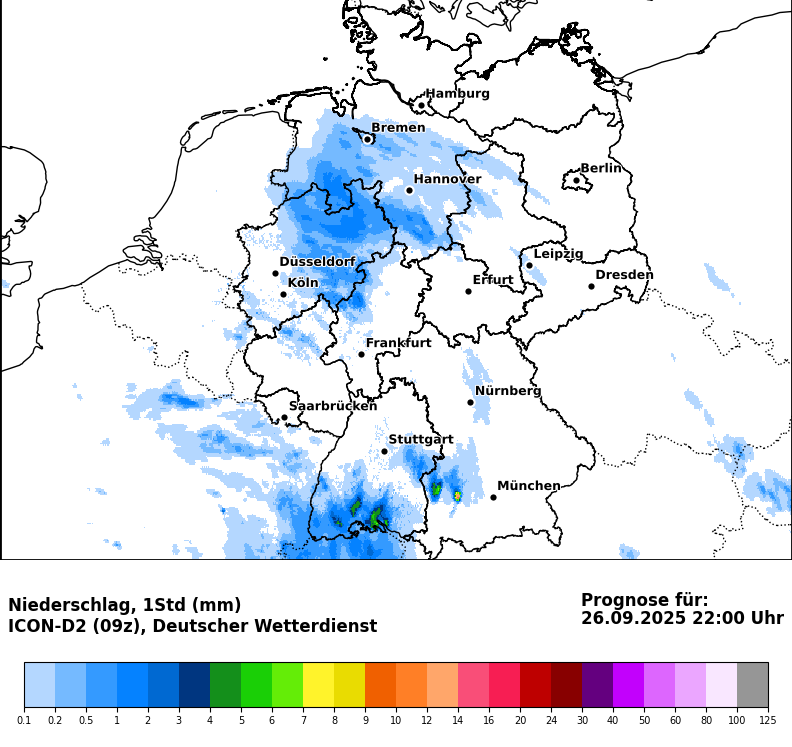 Hamburg
Bremen
Berlin
Hannover
Leipzig
Düsseldorf
Dresden
Köln
Erfurt
Frankfurt
Nürnberg
Saarbrücken
Stuttgart
München
Niederschlag, 1Std (mm)
ICON-D2 (09z), Deutscher Wetterdienst
Prognose für:
26.09.2025 22:00 Uhr
0.1 0.2 0.5 1 2 3 4 5 6 7 8 9 10 12 14 16 20 24 30 40 50 60 80 100 125